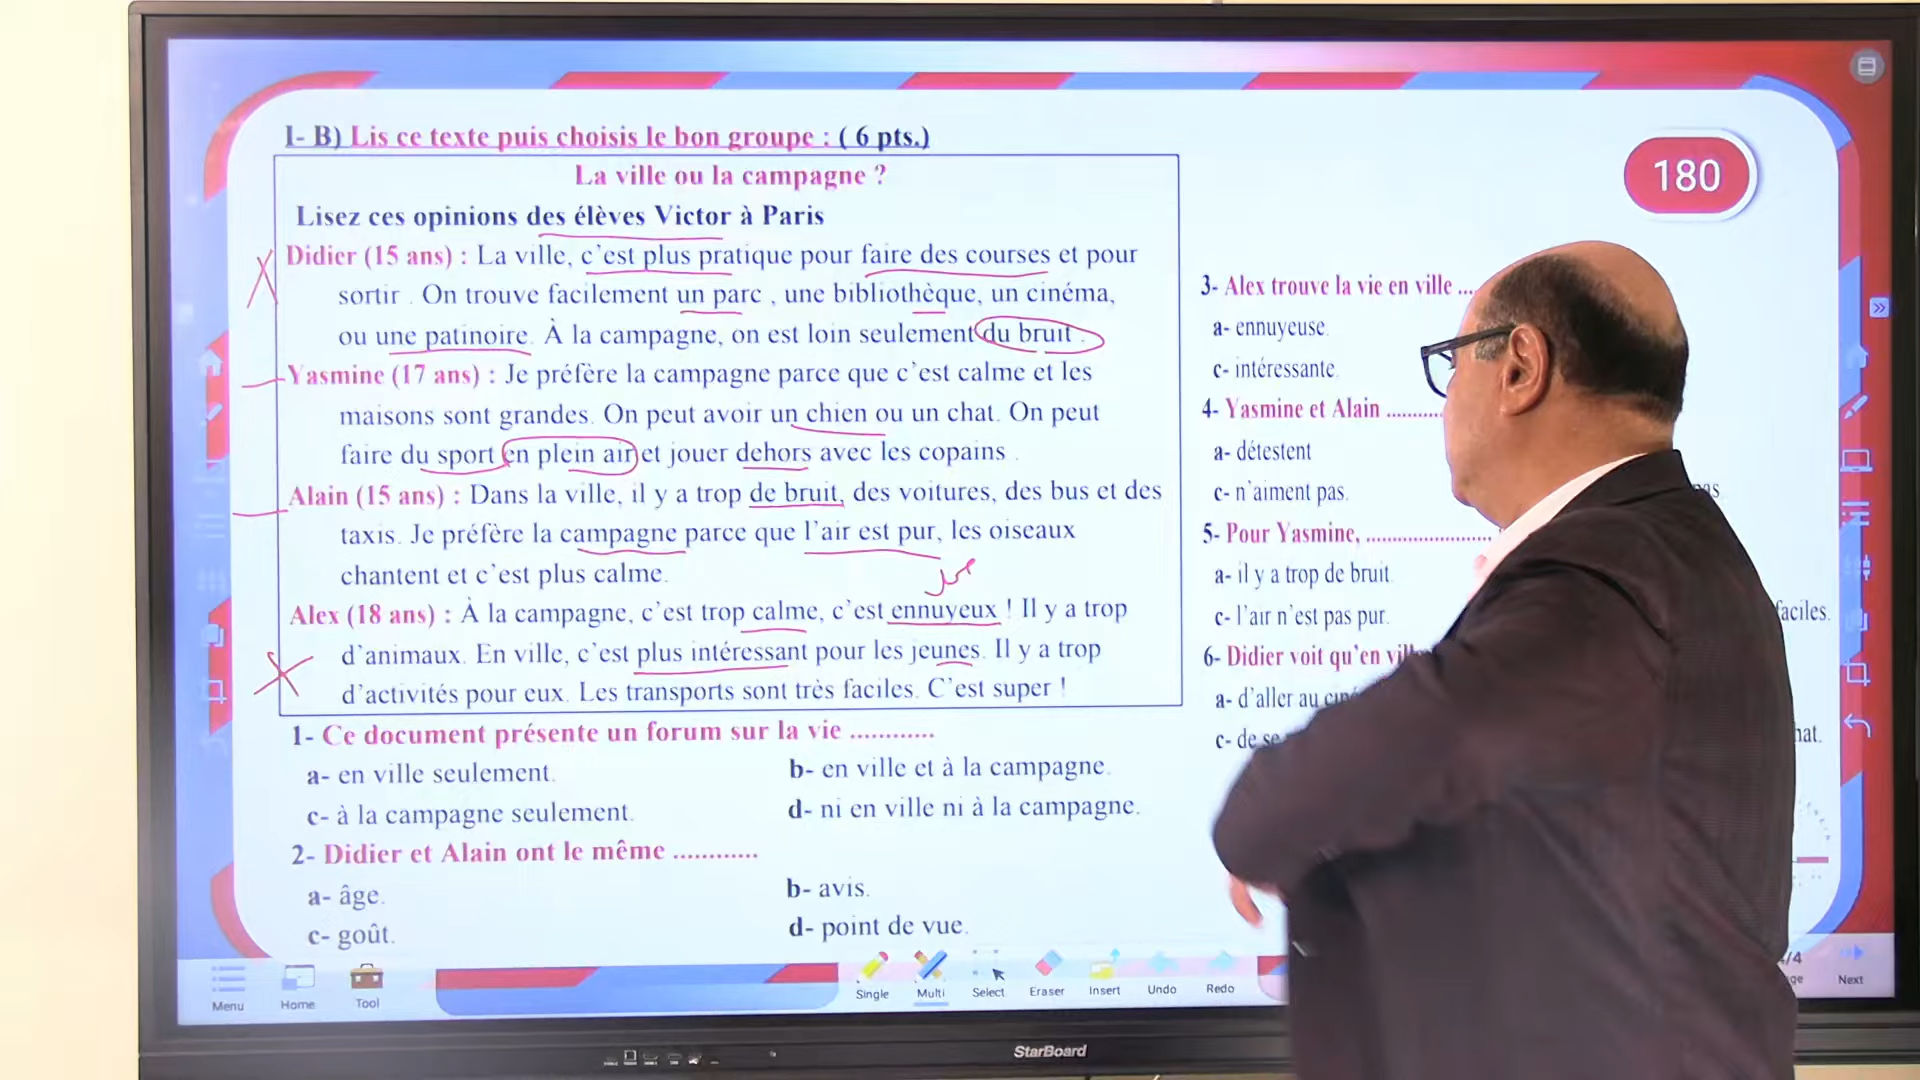 I- B) Lis ce texte puis choisis le bon groupe : ( 6 pts.)
La ville ou la campagne ?
Lisez ces opinions des élèves Victor à Paris
Didier (15 ans) : La ville, c'est plus pratique pour faire des courses et pour
sortir . On trouve facilement un parc , une bibliothèque, un cinéma,
ou une patinoire. À la campagne, on est loin seulement du bruit .
Yasmine (17 ans) : Je préfère la campagne parce que c'est calme et les
maisons sont grandes. On peut avoir un chien ou un chat. On peut
faire du sport en plein air et jouer dehors avec les copains .
Alain (15 ans) : Dans la ville, il y a trop de bruit, des voitures, des bus et des
taxis. Je préfère la campagne parce que l'air est pur, les oiseaux
chantent et c'est plus calme.
Alex (18 ans) : À la campagne, c'est trop calme, c'est ennuyeux ! Il y a trop
d'animaux. En ville, c'est plus intéressant pour les jeunes. Il y a trop
d'activités pour eux. Les transports sont très faciles. C'est super !
1- Ce document présente un forum sur la vie ............
a- en ville seulement.
b- en ville et à la campagne.
c- à la campagne seulement.
d- ni en ville ni à la campagne.
2- Didier et Alain ont le même ............
a- âge.
b- avis.
c- goût.
d- point de vue.
180
3- Alex trouve la vie en ville ...
a- ennuyeuse.
c- intéressante.
4- Yasmine et Alain ..........
a- détestent
c- n'aiment pas.
5- Pour Yasmine, .......................
a- il y a trop de bruit.
c- l'air n'est pas pur.
faciles.
6- Didier voit qu'en
a- d'aller au
c- de se
hat.
Menu
Home
Tool
Single
Multi
Select
Eraser
Insert
Undo
Redo
/4
Next
StarBoard